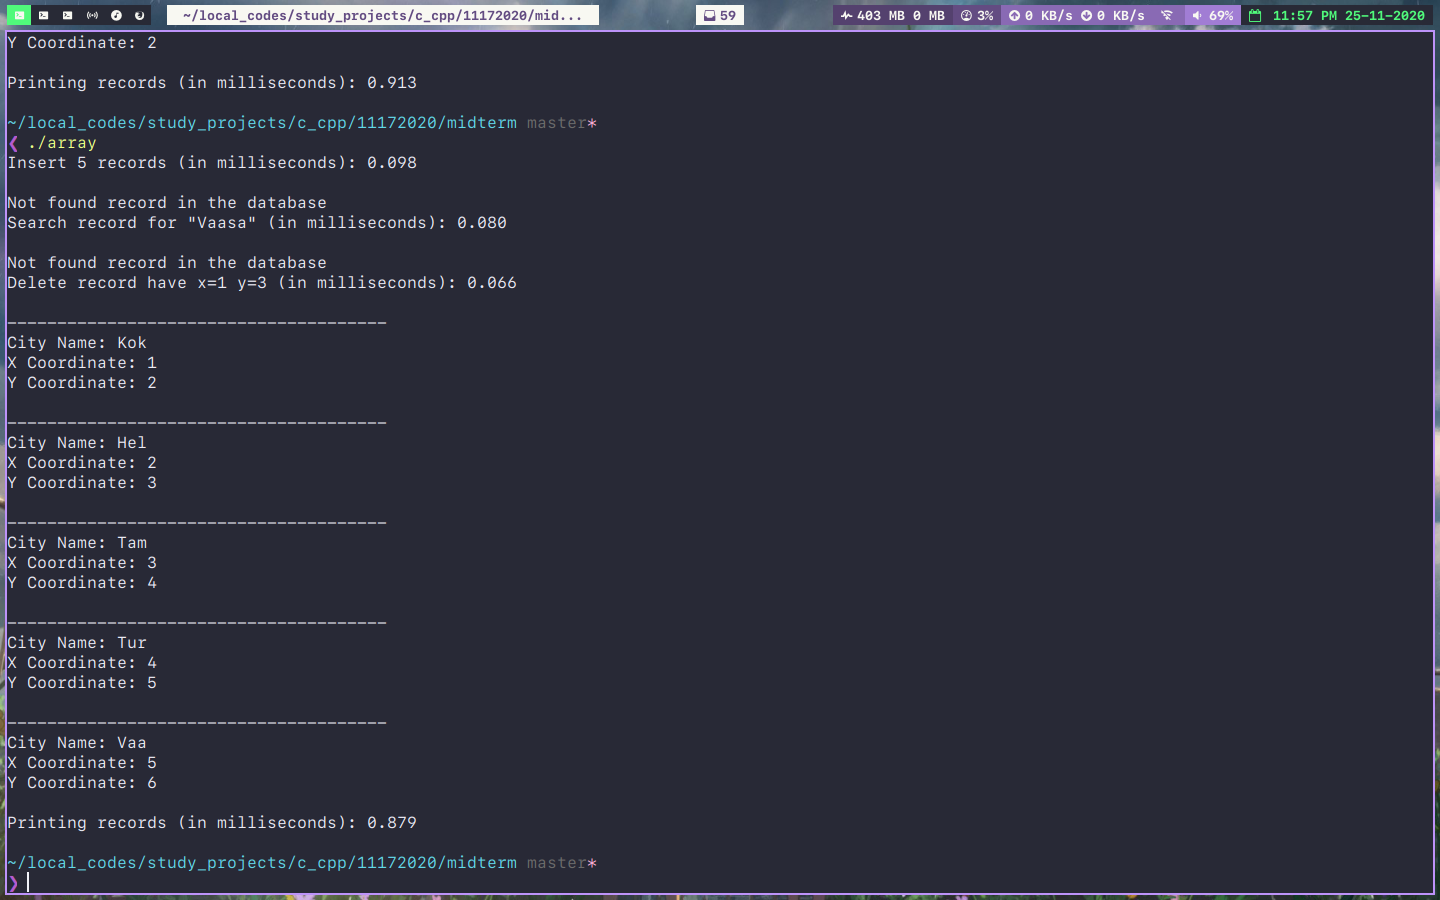 ~/local_codes/study_projects/c_cpp/11172020/mid...
59
403 MB 0 MB
3%
0 KB/s 0 KB/s
69%
11:57 PM 25-11-2020
Y Coordinate: 2
Printing records (in milliseconds): 0.913
~/local_codes/study_projects/c_cpp/11172020/midterm master*
❮ ./array
Insert 5 records (in milliseconds): 0.098
Not found record in the database
Search record for "Vaasa" (in milliseconds): 0.080
Not found record in the database
Delete record have x=1 y=3 (in milliseconds): 0.066
______________________________________
City Name: Kok
X Coordinate: 1
Y Coordinate: 2
______________________________________
City Name: Hel
X Coordinate: 2
Y Coordinate: 3
______________________________________
City Name: Tam
X Coordinate: 3
Y Coordinate: 4
______________________________________
City Name: Tur
X Coordinate: 4
Y Coordinate: 5
______________________________________
City Name: Vaa
X Coordinate: 5
Y Coordinate: 6
Printing records (in milliseconds): 0.879
~/local_codes/study_projects/c_cpp/11172020/midterm master*
❯